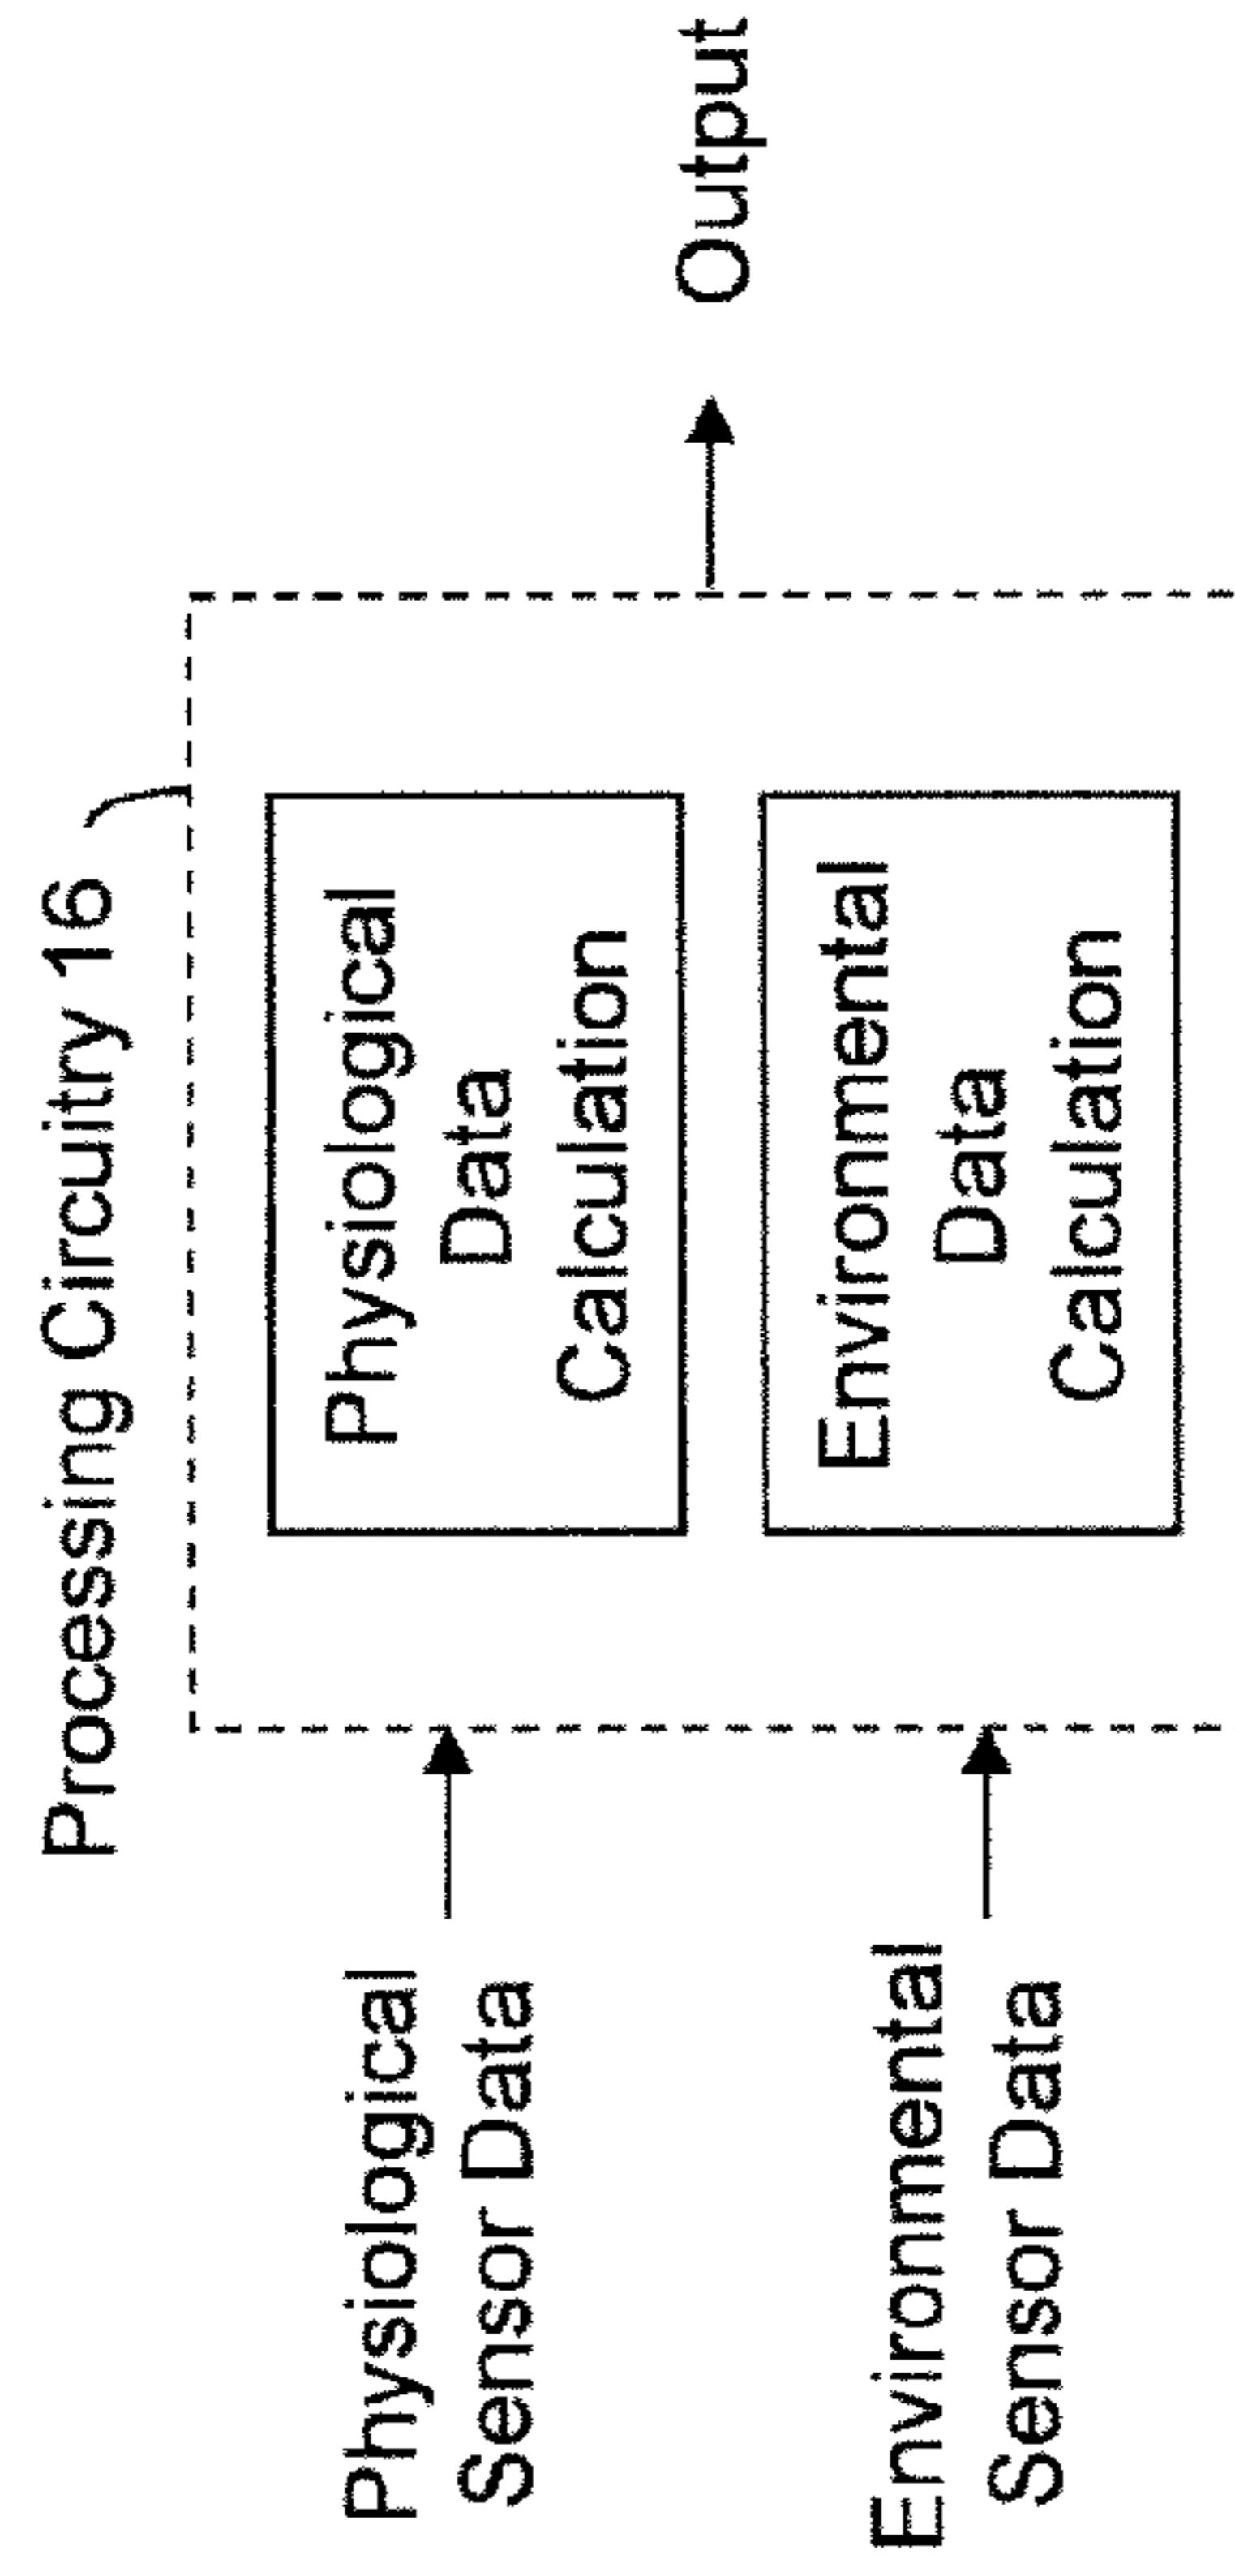 Processing Circuitry 16
Physiological
Sensor Data
Environmental
Sensor Data
Physiological
Data
Calculation
Environmental
Data
Calculation
Output